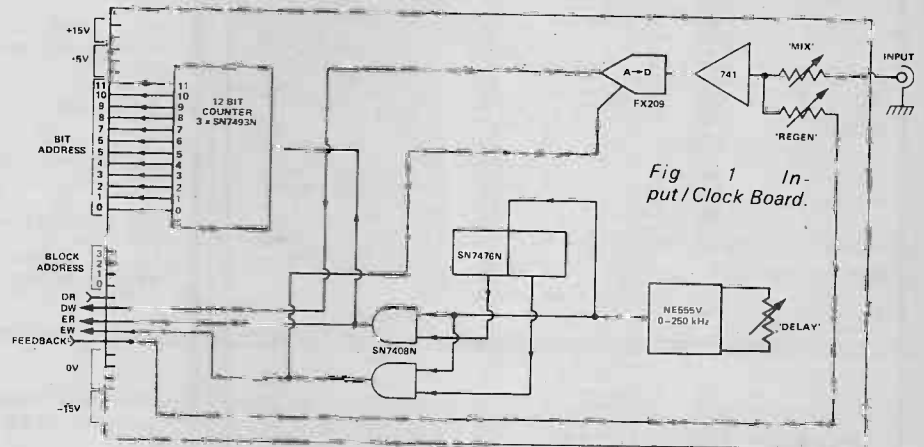 +15V
+5V
BIT
ADDRESS
11
10
9
8
7
6
5
4
3
2
1
0
11
10
9
8
7
6
5
4
3
2
1
0
12 BIT
COUNTER
3 x SN7493N
A→D
FX209
741
'MIX'
'REGEN'
INPUT
Fig 1 In-
put/Clock Board.
BLOCK
ADDRESS
3
2
1
0
DR
DW
ER
EW
FEEDBACK
0V
-15V
SN7476N
SN7408N
NE555V
0-250 kHz
'DELAY'